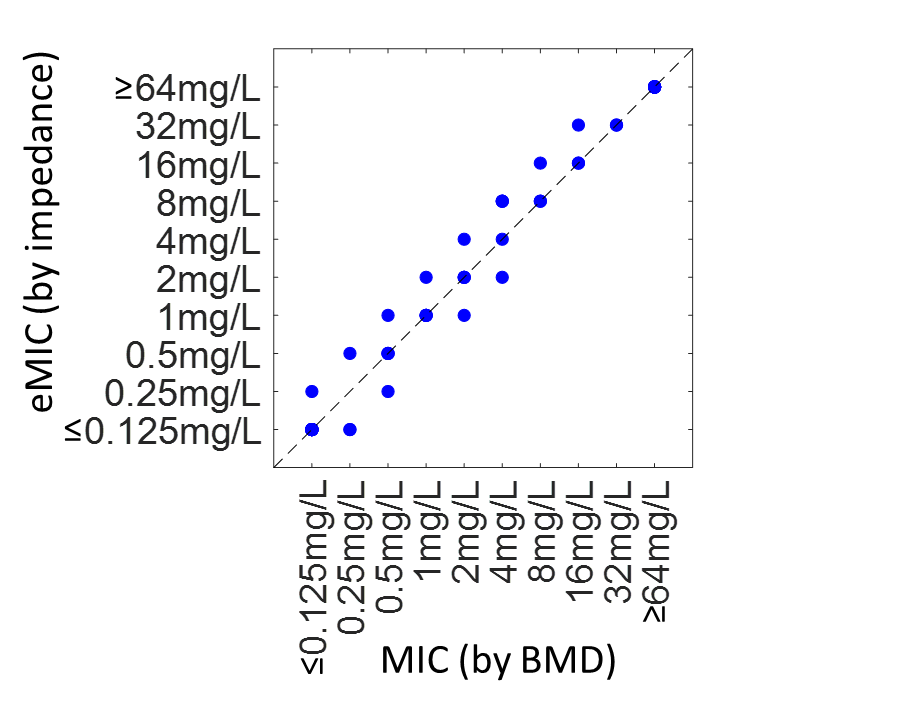 eMIC (by impedance)
≥64mg/L
32mg/L
16mg/L
8mg/L
4mg/L
2mg/L
1mg/L
0.5mg/L
0.25mg/L
≤0.125mg/L
≤0.125mg/L
0.25mg/L
0.5mg/L
1mg/L
2mg/L
4mg/L
8mg/L
16mg/L
32mg/L
≥64mg/L
MIC (by BMD)